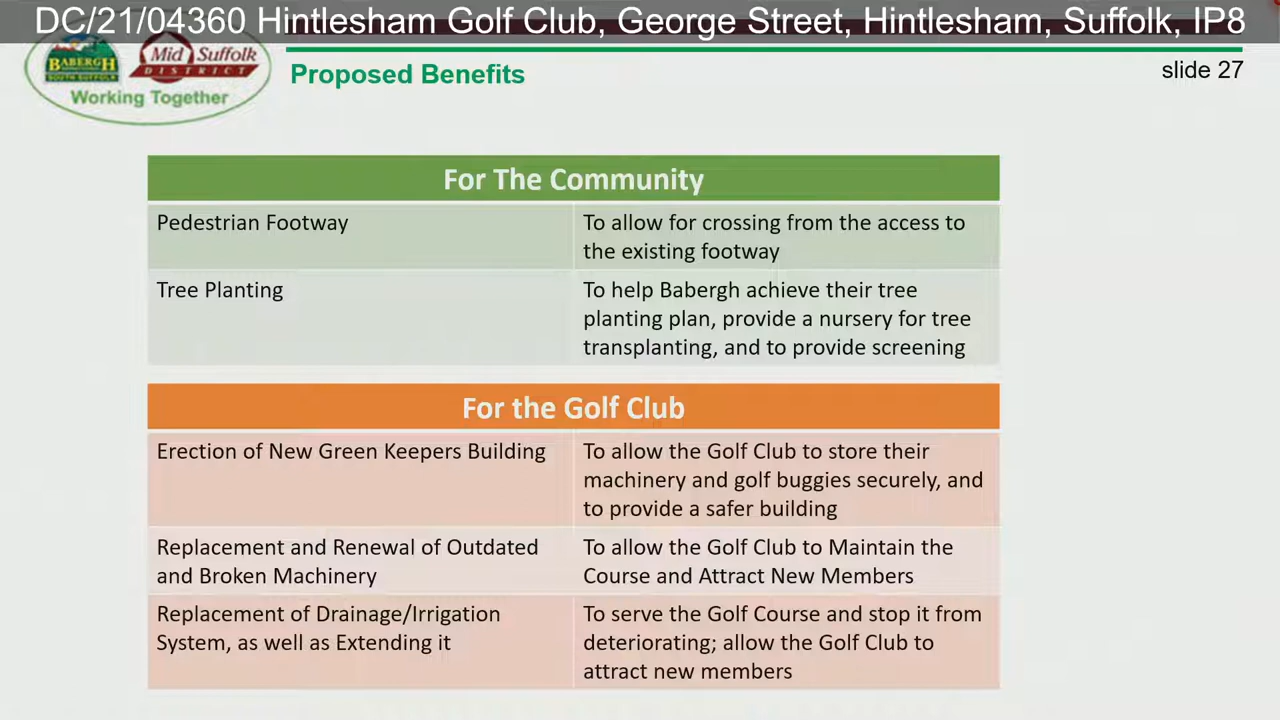 DC/21/04360 Hintlesham Golf Club, George Street, Hintlesham, Suffolk, IP8
BABERGH
SOUTH SUFFOLK
Mid Suffolk
DISTRICT
Working Together
Proposed Benefits
slide 27
For The Community
Pedestrian Footway
To allow for crossing from the access to
the existing footway
Tree Planting
To help Babergh achieve their tree
planting plan, provide a nursery for tree
transplanting, and to provide screening
For the Golf Club
Erection of New Green Keepers Building
To allow the Golf Club to store their
machinery and golf buggies securely, and
to provide a safer building
Replacement and Renewal of Outdated
and Broken Machinery
To allow the Golf Club to Maintain the
Course and Attract New Members
Replacement of Drainage/Irrigation
System, as well as Extending it
To serve the Golf Course and stop it from
deteriorating; allow the Golf Club to
attract new members